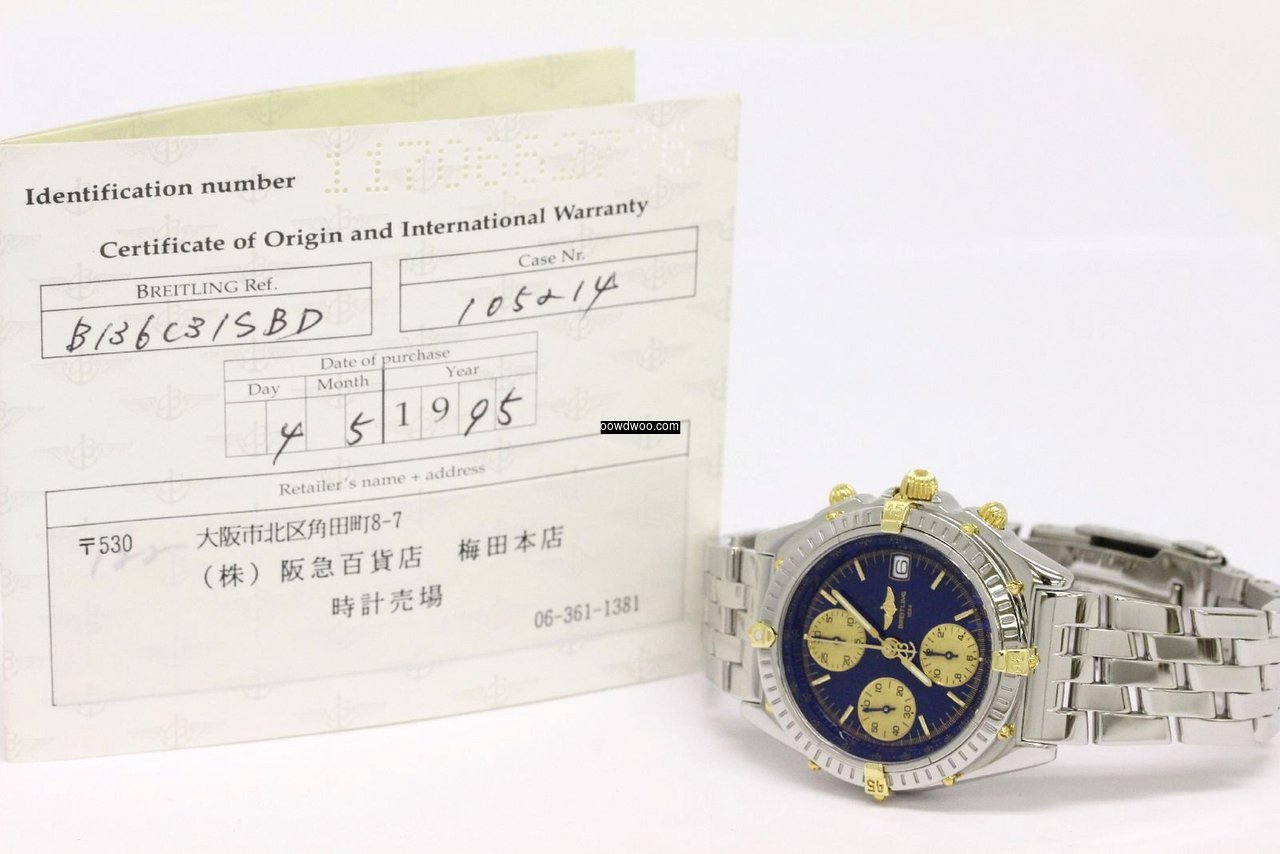 Identification number
Certificate of Origin and International Warranty
BREITLING Ref.
B136C31SBD
Case Nr.
105214
Date of purchase
Day Month Year
4 5 1995
Retailer's name + address
〒530 大阪市北区角田町8-7
(株) 阪急百貨店 梅田本店
時計売場
06-361-1381
powdwoo.com
BREITLING
1884